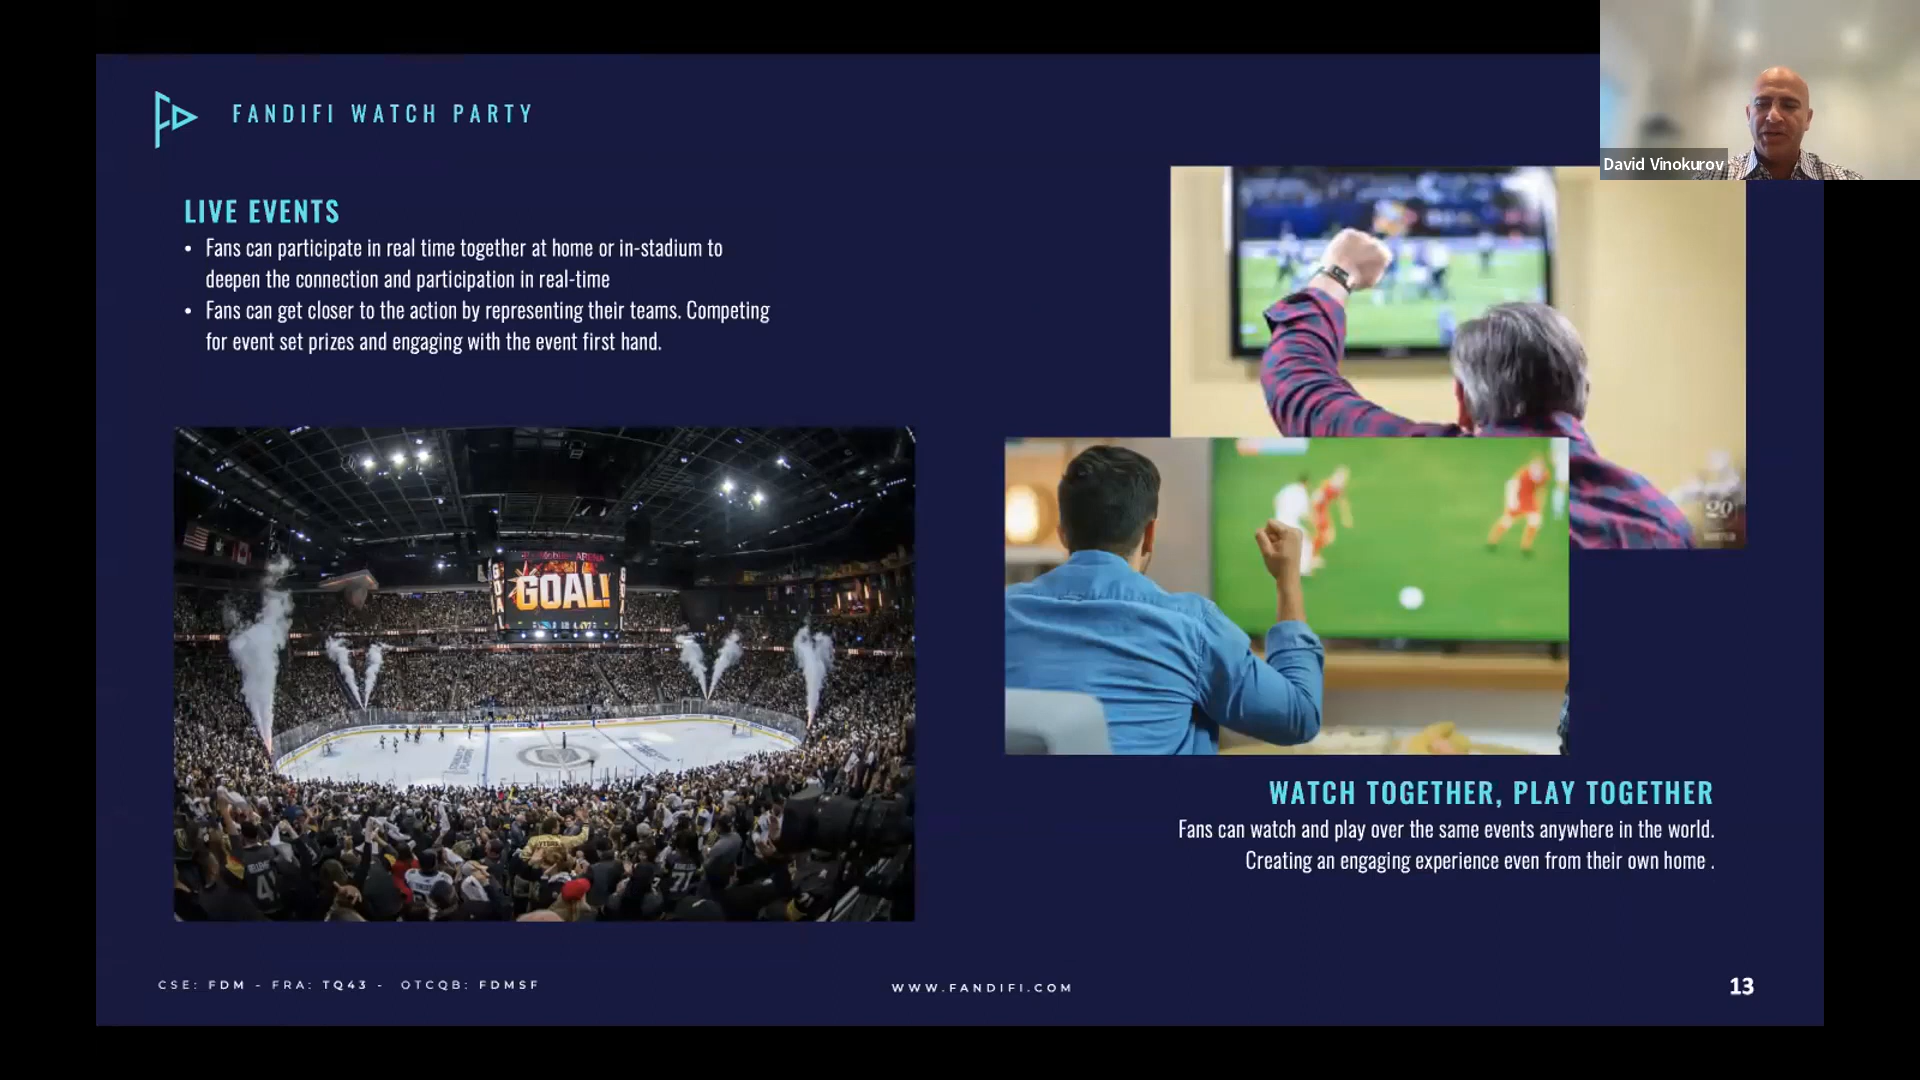 FANDIFI WATCH PARTY
David Vinokurov
LIVE EVENTS
• Fans can participate in real time together at home or in-stadium to
deepen the connection and participation in real-time
• Fans can get closer to the action by representing their teams. Competing
for event set prizes and engaging with the event first hand.
GOAL!
GOAL
WATCH TOGETHER, PLAY TOGETHER
Fans can watch and play over the same events anywhere in the world.
Creating an engaging experience even from their own home .
CSE: FDM - FRA: TQ43 - OTCQB: FDMSF
WWW.FANDIFI.COM
13